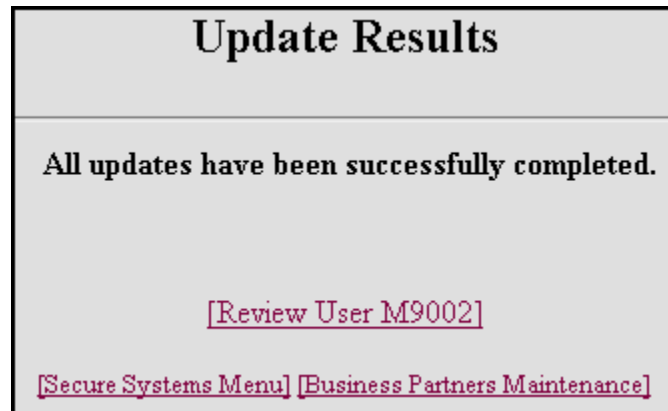 Update Results
All updates have been successfully completed.
[Review User M9002]
[Secure Systems Menu] [Business Partners Maintenance]